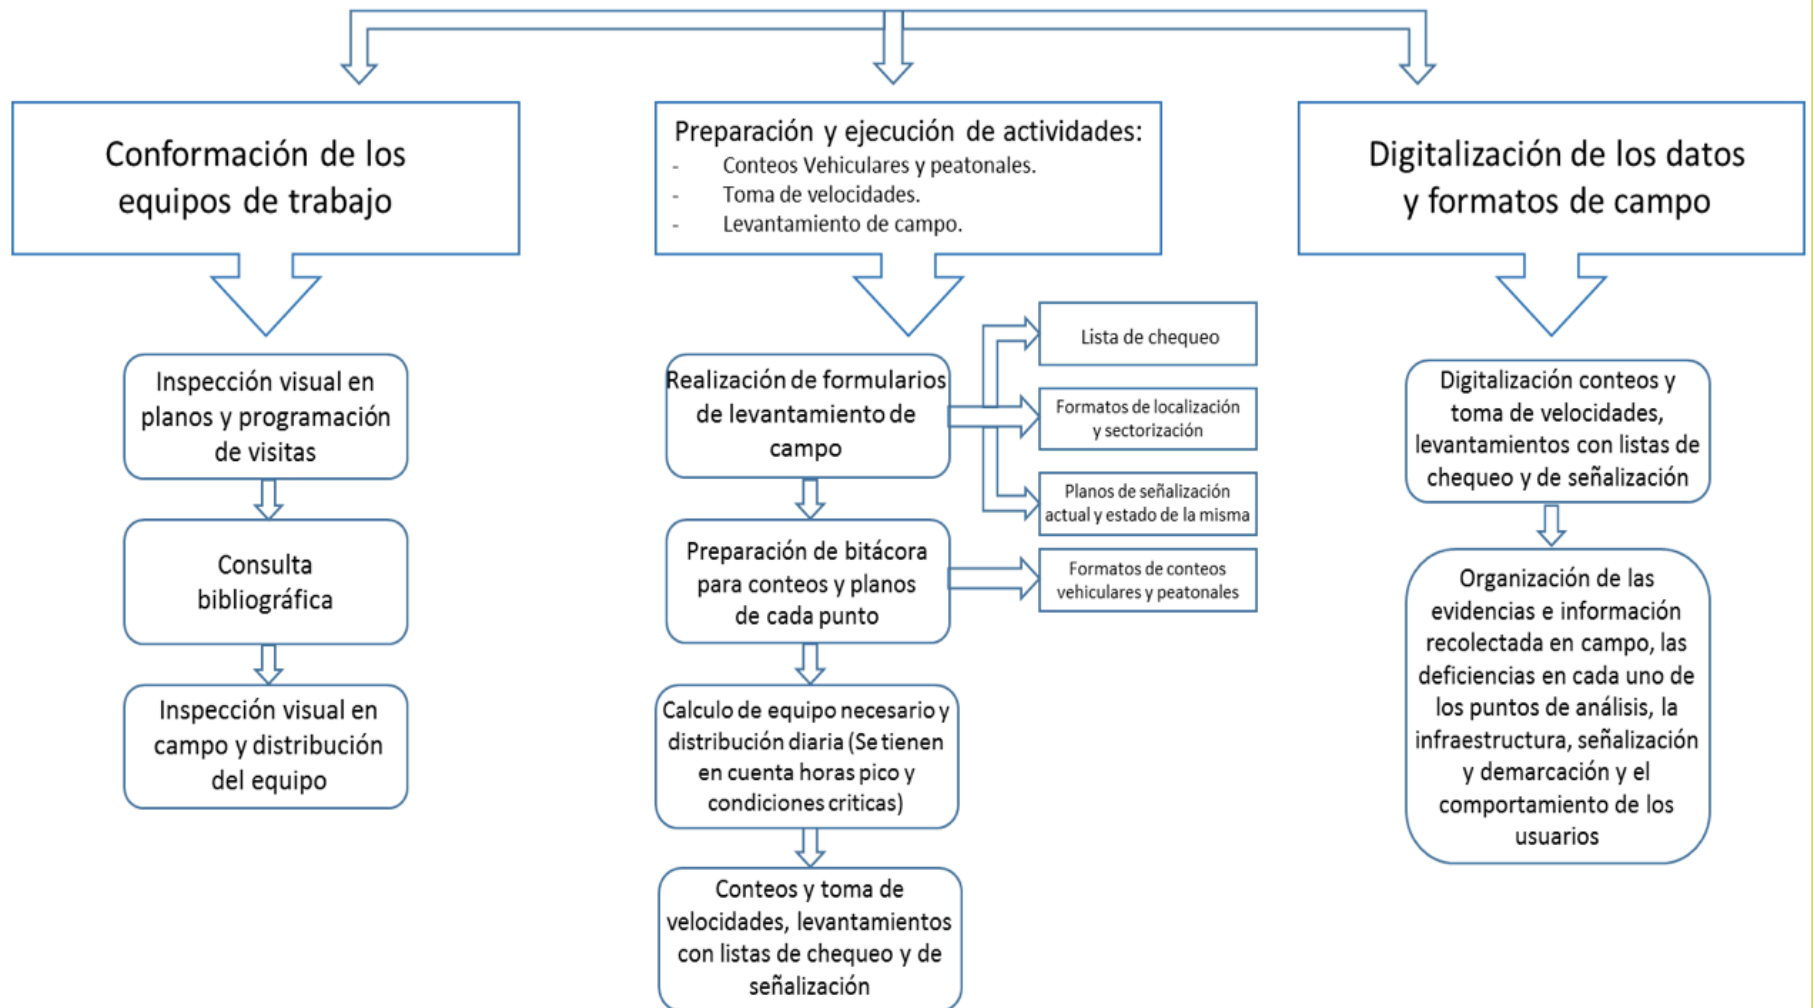 Conformación de los
equipos de trabajo
Inspección visual en
planos y programación
de visitas
Consulta
bibliográfica
Inspección visual en
campo y distribución
del equipo
Preparación y ejecución de actividades:
- Conteos Vehiculares y peatonales.
- Toma de velocidades.
- Levantamiento de campo.
Realización de formularios
de levantamiento de
campo
Lista de chequeo
Formatos de localización
y sectorización
Planos de señalización
actual y estado de la misma
Preparación de bitácora
para conteos y planos
de cada punto
Formatos de conteos
vehiculares y peatonales
Calculo de equipo necesario y
distribución diaria (Se tienen
en cuenta horas pico y
condiciones criticas)
Conteos y toma de
velocidades, levantamientos
con listas de chequeo y de
señalización
Digitalización de los datos
y formatos de campo
Digitalización conteos y
toma de velocidades,
levantamientos con listas de
chequeo y de señalización
Organización de las
evidencias e información
recolectada en campo, las
deficiencias en cada uno de
los puntos de análisis, la
infraestructura, señalización
y demarcación y el
comportamiento de los
usuarios